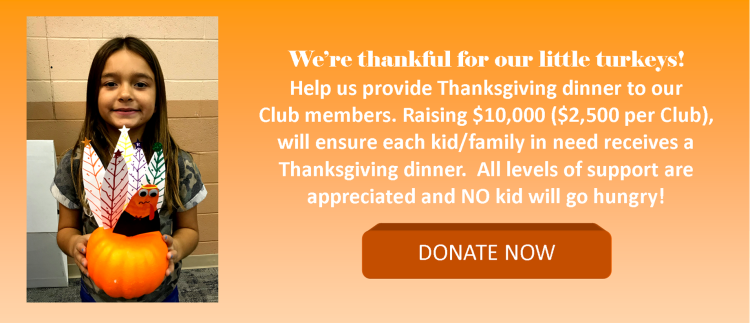 We're thankful for our little turkeys!
Help us provide Thanksgiving dinner to our
Club members. Raising $10,000 ($2,500 per Club),
will ensure each kid/family in need receives a
Thanksgiving dinner.  All levels of support are
appreciated and NO kid will go hungry!
DONATE NOW